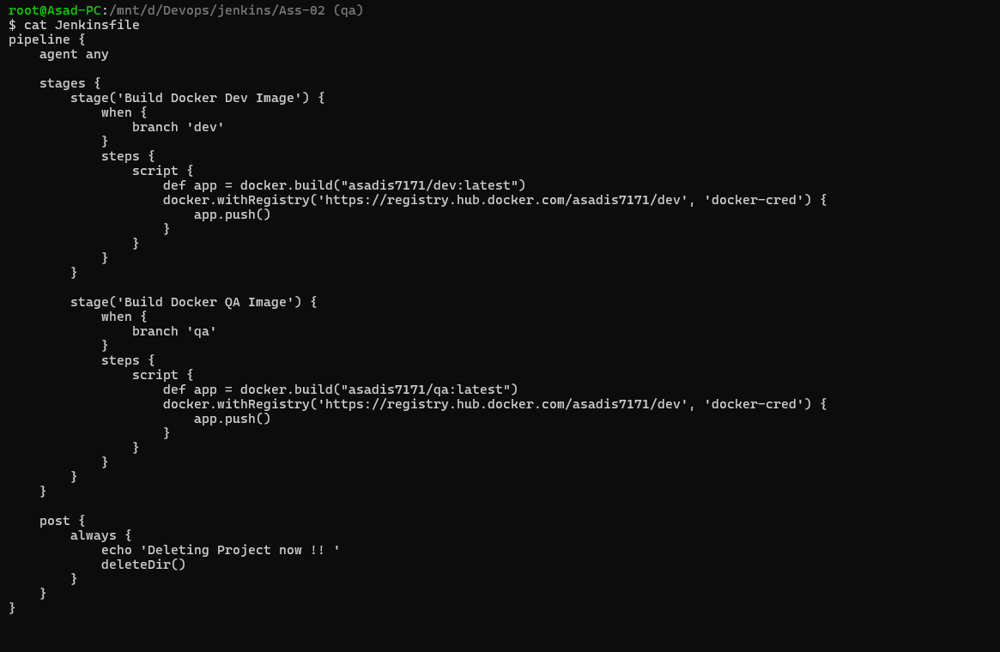 root@Asad-PC:/mnt/d/Devops/jenkins/Ass-02 (qa)
$ cat Jenkinsfile
pipeline {
    agent any

    stages {
        stage('Build Docker Dev Image') {
            when {
                branch 'dev'
            }
            steps {
                script {
                    def app = docker.build("asadis7171/dev:latest")
                    docker.withRegistry('https://registry.hub.docker.com/asadis7171/dev', 'docker-cred') {
                        app.push()
                    }
                }
            }
        }

        stage('Build Docker QA Image') {
            when {
                branch 'qa'
            }
            steps {
                script {
                    def app = docker.build("asadis7171/qa:latest")
                    docker.withRegistry('https://registry.hub.docker.com/asadis7171/dev', 'docker-cred') {
                        app.push()
                    }
                }
            }
        }
    }

    post {
        always {
            echo 'Deleting Project now !! '
            deleteDir()
        }
    }
}